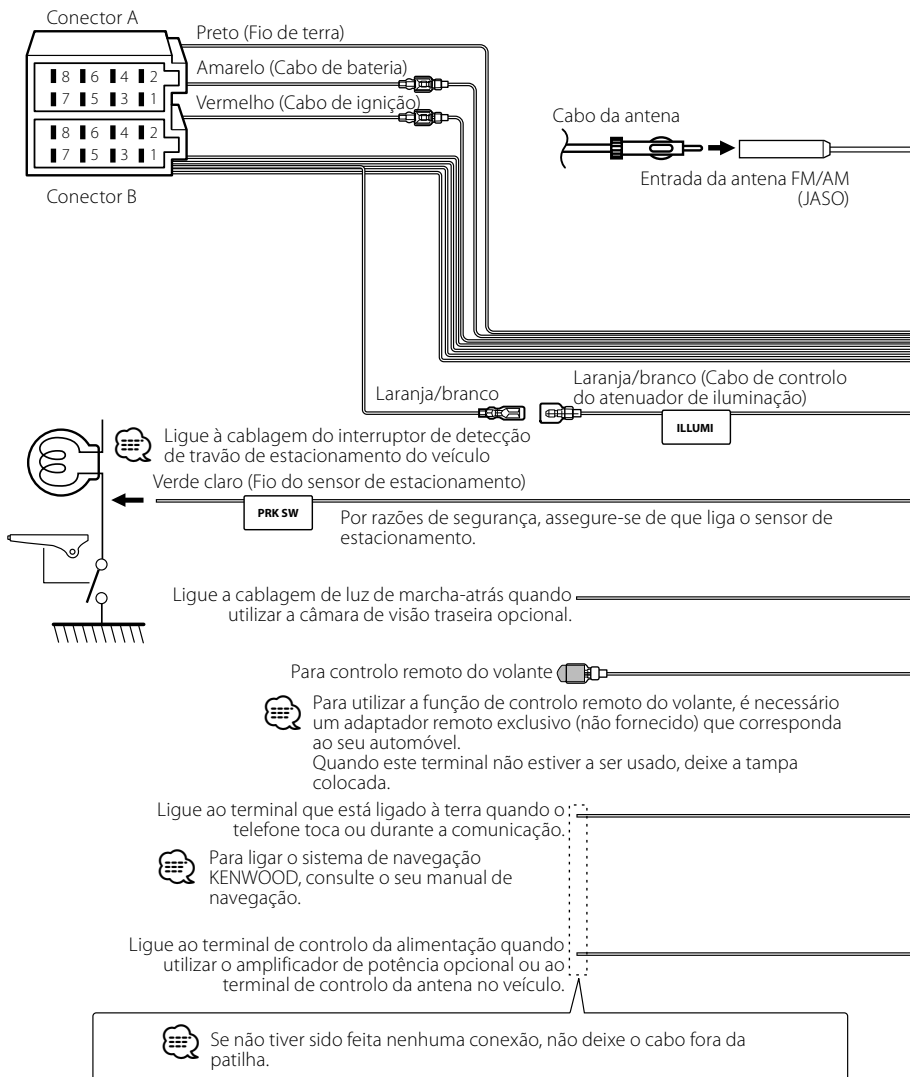 Conector A
Preto (Fio de terra)
Amarelo (Cabo de bateria)
Vermelho (Cabo de ignição)
8 6 4 2
7 5 3 1
8 6 4 2
7 5 3 1
Conector B
Cabo da antena
Entrada da antena FM/AM
(JASO)
Laranja/branco
Laranja/branco (Cabo de controlo
do atenuador de iluminação)
ILLUMI
Ligue à cablagem do interruptor de detecção
de travão de estacionamento do veículo
Verde claro (Fio do sensor de estacionamento)
PRK SW
Por razões de segurança, assegure-se de que liga o sensor de
estacionamento.
Ligue a cablagem de luz de marcha-atrás quando
utilizar a câmara de visão traseira opcional.
Para controlo remoto do volante
Para utilizar a função de controlo remoto do volante, é necessário
um adaptador remoto exclusivo (não fornecido) que corresponda
ao seu automóvel.
Quando este terminal não estiver a ser usado, deixe a tampa
colocada.
Ligue ao terminal que está ligado à terra quando o
telefone toca ou durante a comunicação.
Para ligar o sistema de navegação
KENWOOD, consulte o seu manual de
navegação.
Ligue ao terminal de controlo da alimentação quando
utilizar o amplificador de potência opcional ou ao
terminal de controlo da antena no veículo.
Se não tiver sido feita nenhuma conexão, não deixe o cabo fora da
patilha.